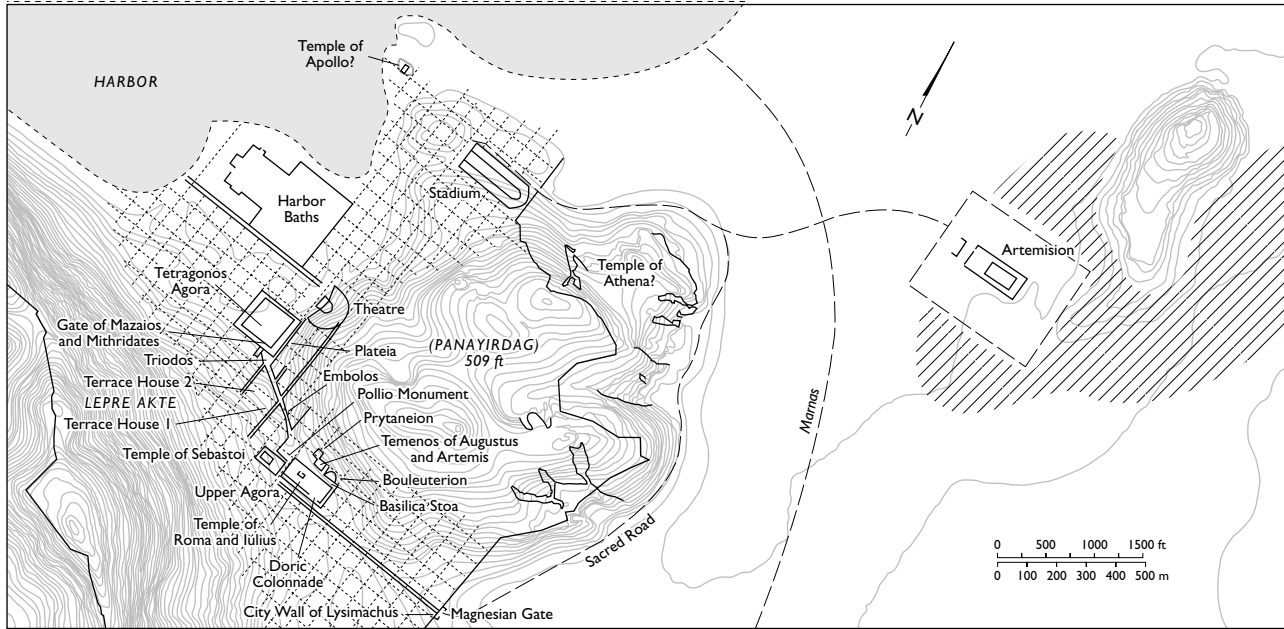 HARBOR
Temple of
Apollo?
N
Stadium
Harbor
Baths
Artemision
Temple of
Athena?
Tetragonos
Agora
Theatre
Gate of Mazaios
and Mithridates
Plateia
(PANAYIRDAG)
509 ft
Triodos
Terrace House 2
Embolos
LEPRE AKTE
Pollio Monument
Terrace House 1
Prytaneion
Marnas
Temple of Sebastoi
Temenos of Augustus
and Artemis
Bouleuterion
Upper Agora
Basilica Stoa
Temple of
Roma and Iúlius
Doric
Colonnade
Sacred Road
0 500 1000 1500 ft
0 100 200 300 400 500 m
City Wall of Lysimachus
Magnesian Gate